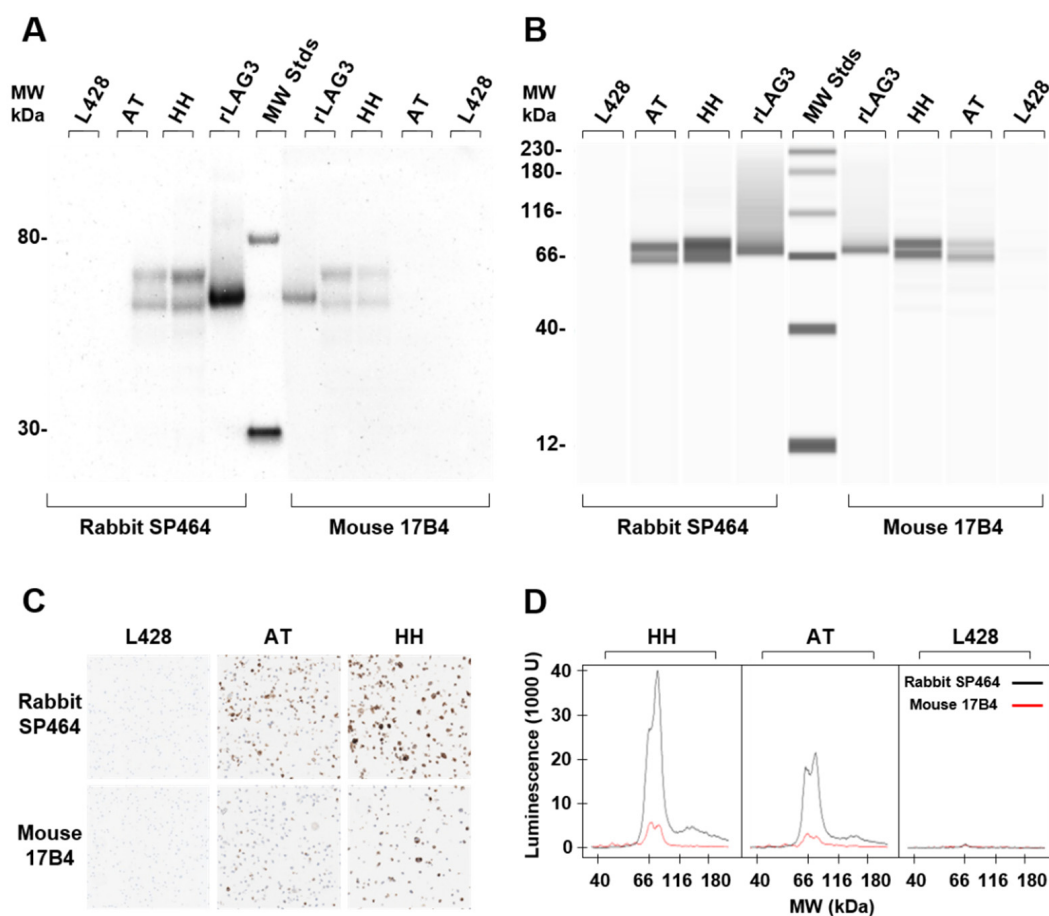 A
MW
kDa
L428
AT
HH
rLAG3
MW Stds
rLAG3
HH
AT
L428
80-
30-
Rabbit SP464
Mouse 17B4
B
MW
kDa
L428
AT
HH
rLAG3
MW Stds
rLAG3
HH
AT
L428
230-
180-
116-
66-
40-
12-
Rabbit SP464
Mouse 17B4
C
L428
AT
HH
Rabbit
SP464
Mouse
17B4
D
HH
AT
L428
Luminescence (1000 U)
40
30
20
10
0
Rabbit SP464
Mouse 17B4
40 66 116 180
40 66 116 180
40 66 116 180
MW (kDa)